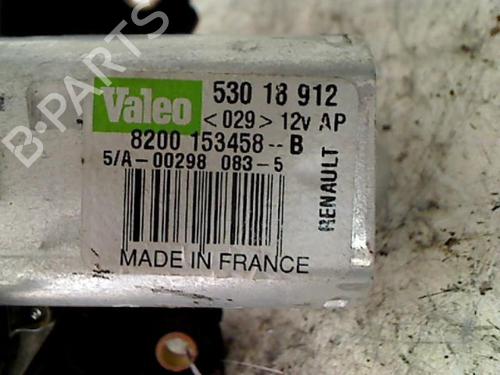 B-PARTS
Valeo
530 18 912
<029> 12v AP
8200 153458--B
5/A-00298 083-5
RENAULT
MADE IN FRANCE